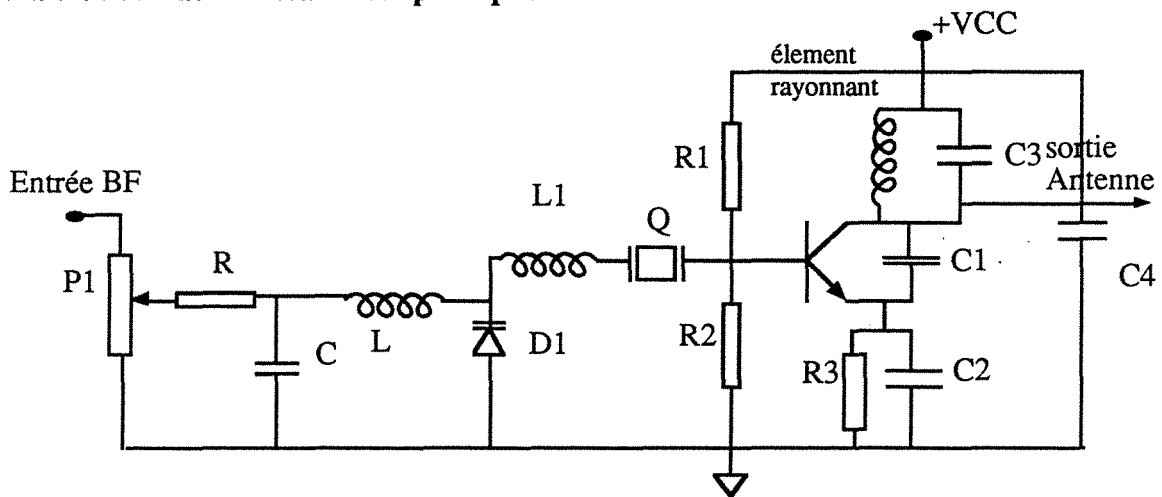 +VCC
élement
rayonnant
R1
C3
sortie
Antenne
Entrée BF
L1
Q
P1
R
C1
C4
C
L
D1
R2
R3
C2